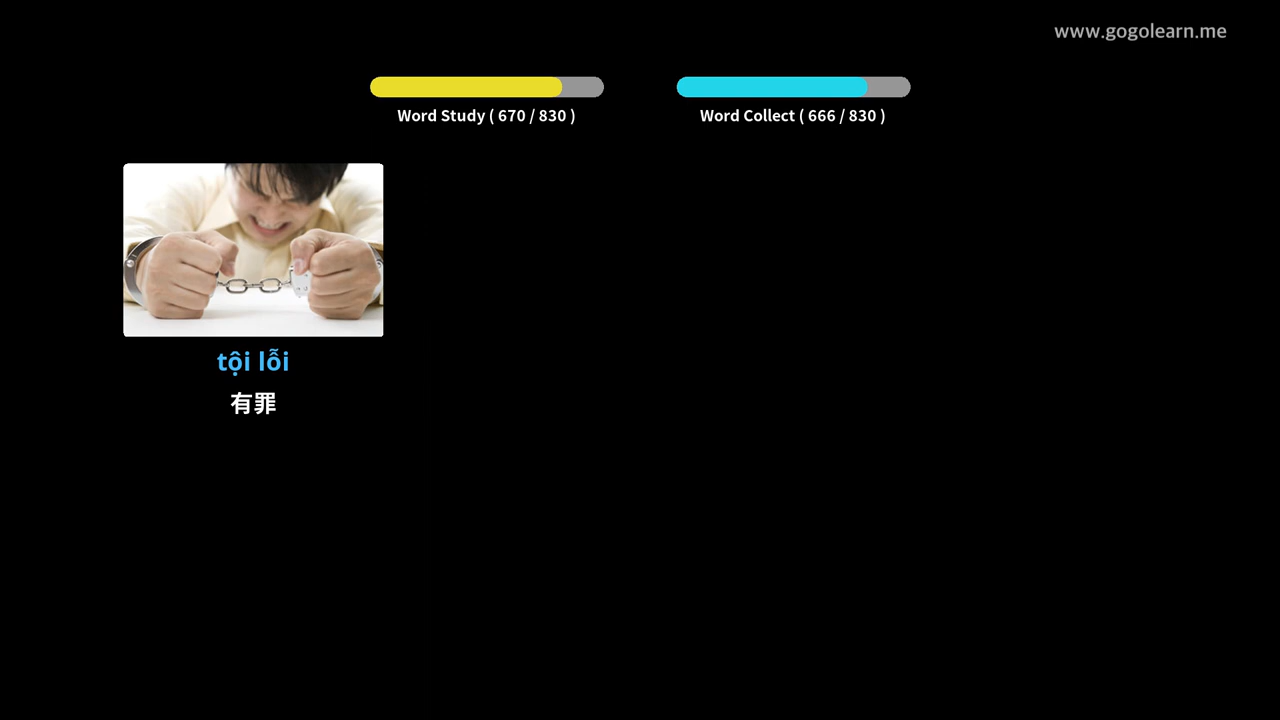 www.gogolearn.me
Word Study ( 670 / 830 )
Word Collect ( 666 / 830 )
tội lỗi
有罪